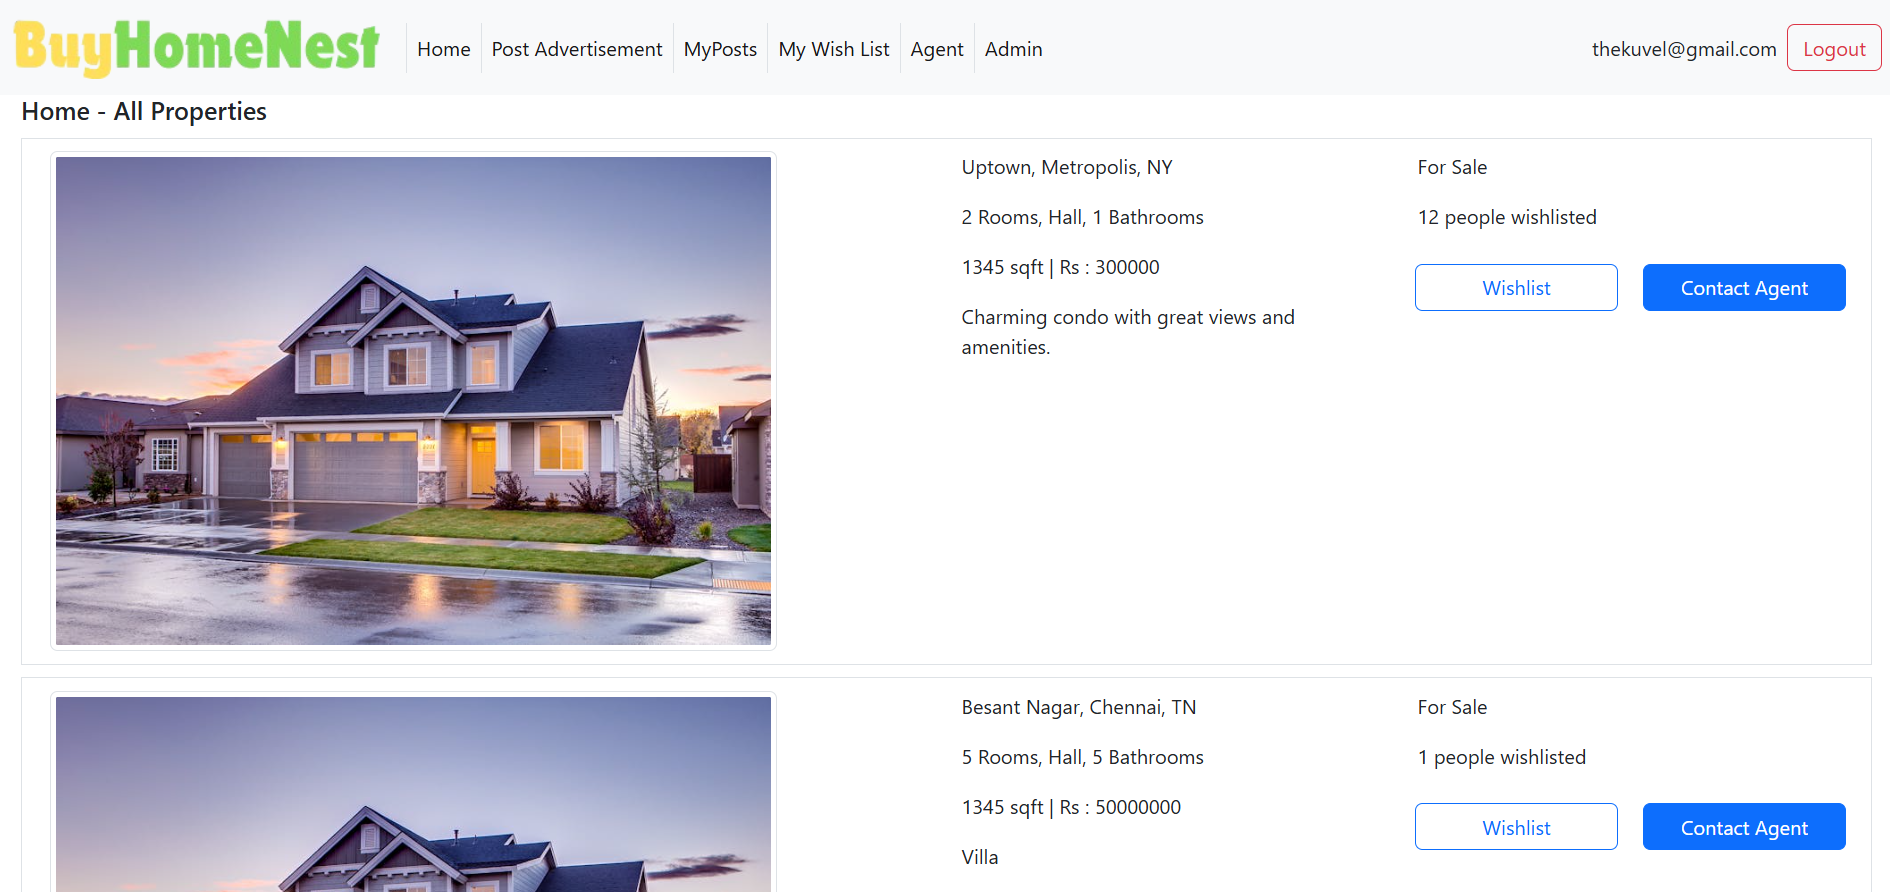 BuyHomeNest
Home
Post Advertisement
MyPosts
My Wish List
Agent
Admin
thekuvel@gmail.com
Logout
Home - All Properties
Uptown, Metropolis, NY
2 Rooms, Hall, 1 Bathrooms
1345 sqft | Rs : 300000
Charming condo with great views and
amenities.
For Sale
12 people wishlisted
Wishlist
Contact Agent
Besant Nagar, Chennai, TN
5 Rooms, Hall, 5 Bathrooms
1345 sqft | Rs : 50000000
Villa
For Sale
1 people wishlisted
Wishlist
Contact Agent